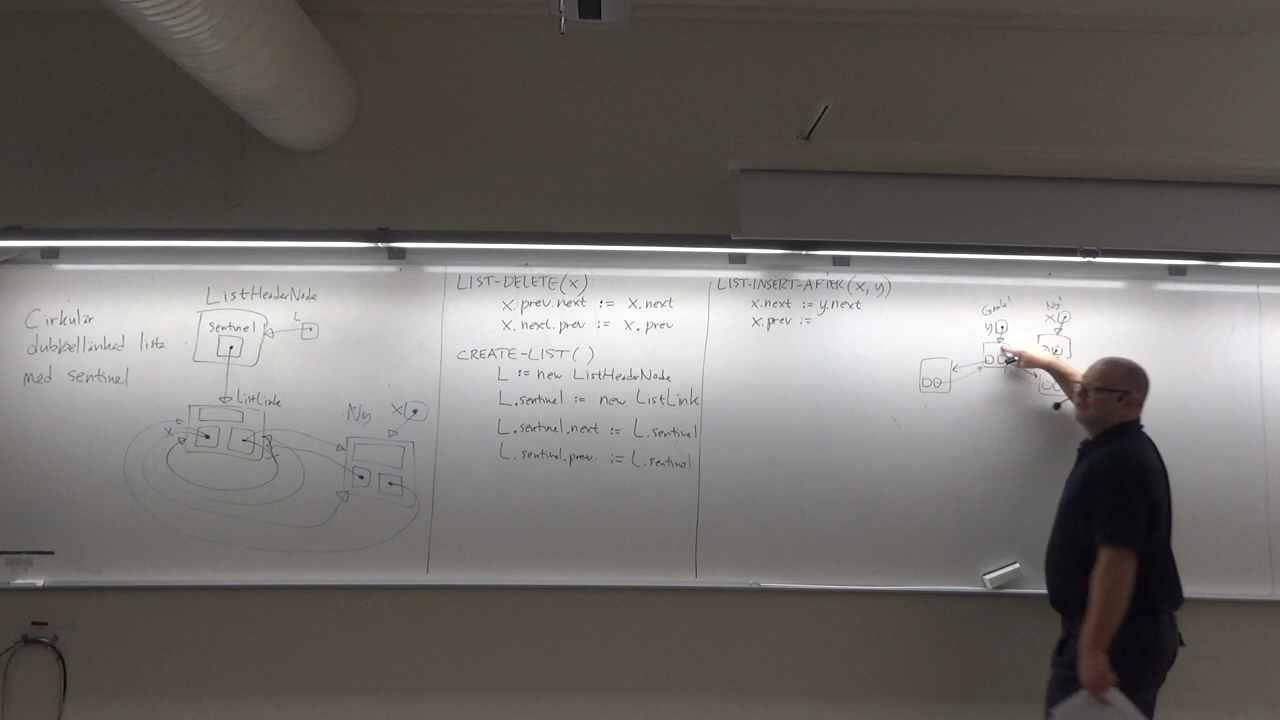 Cirkulär
dubbellänkad lista
med sentinel
ListHeaderNode
sentinel
L
ListLink
Ny
X
LIST-DELETE(x)
x.prev.next := x.next
x.next.prev := x.prev
CREATE-LIST()
L := new ListHeaderNode
L.sentinel := new ListLink
L.sentinel.next := L.sentinel
L.sentinel.prev := L.sentinel
LIST-INSERT-AFTER(x, y)
x.next := y.next
x.prev :=
Gamla!
y
Ny!
X